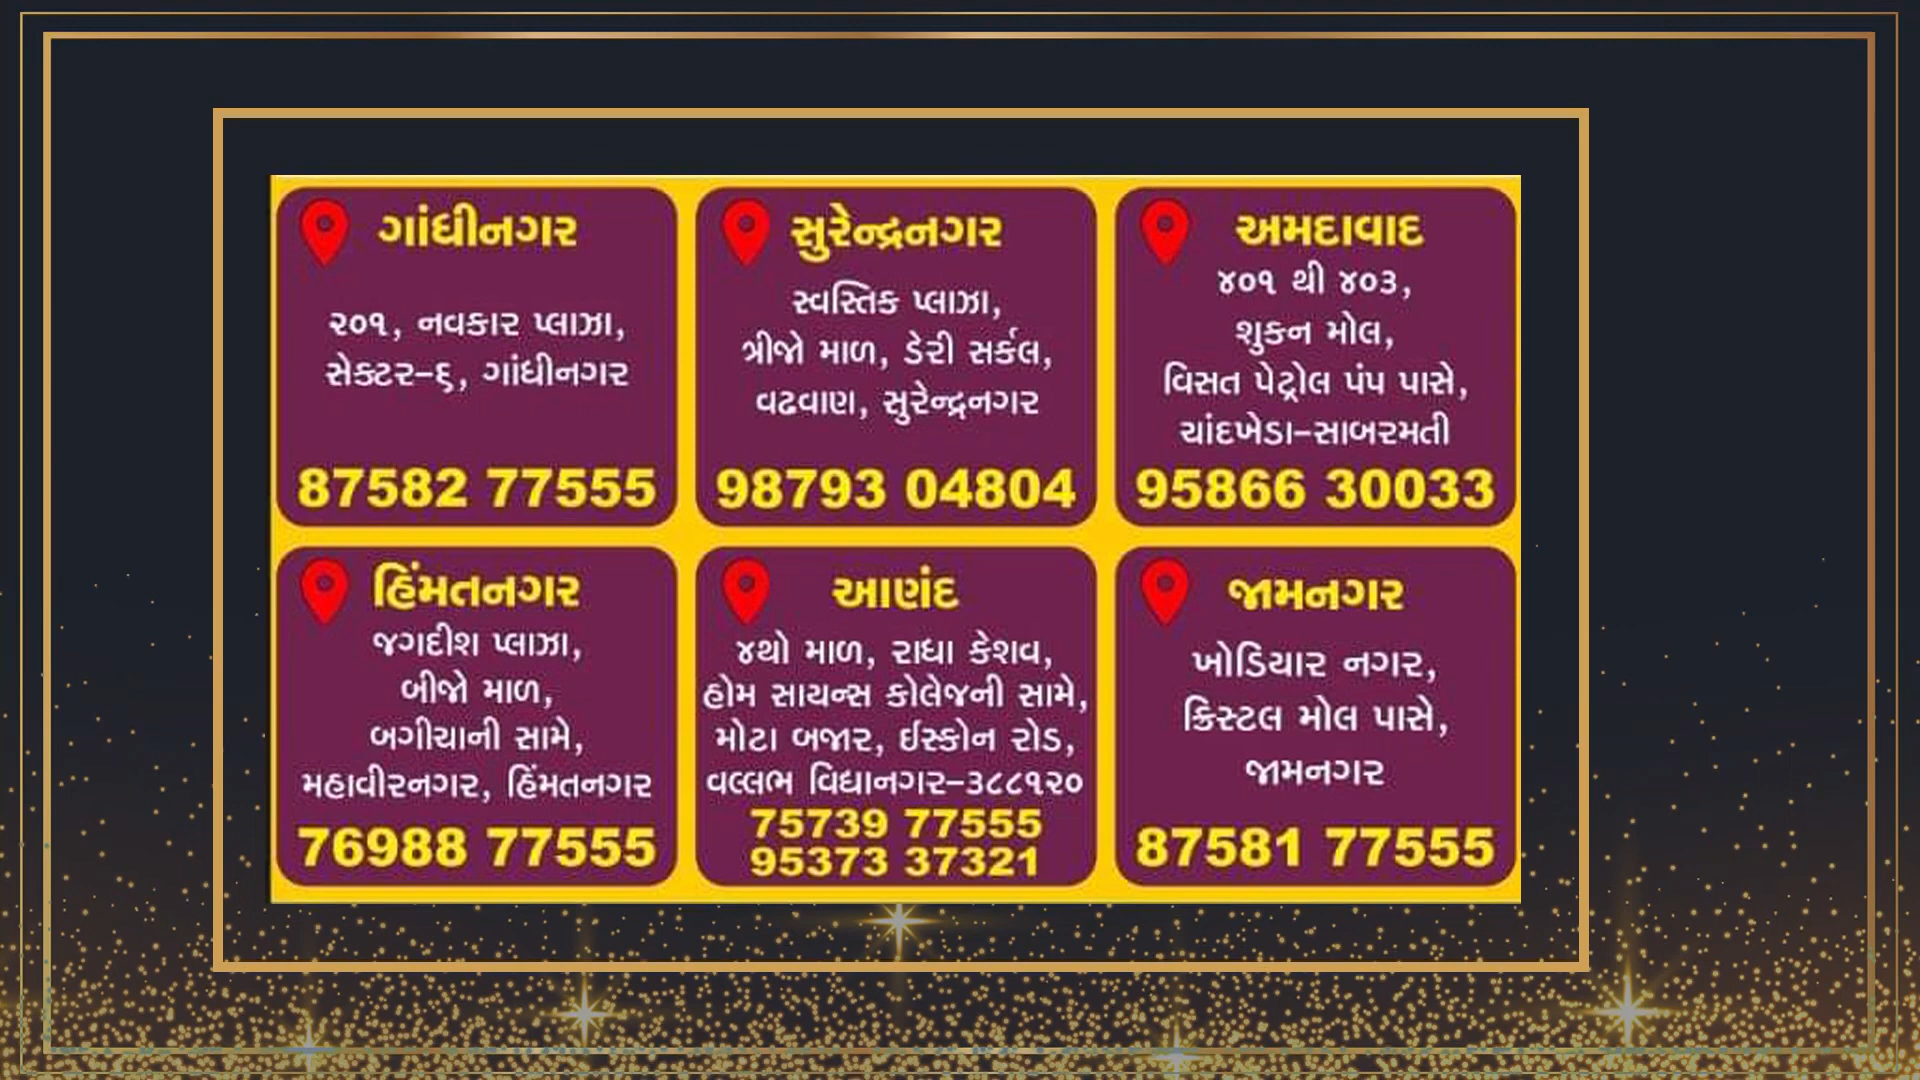 ગાંધીનગર
૨૦૧, નવકાર પ્લાઝા,
સેક્ટર-૬, ગાંધીનગર
87582 77555
સુરેન્દ્રનગર
સ્વસ્તિક પ્લાઝા,
ત્રીજો માળ, ડેરી સર્કલ,
વઢવાણ, સુરેન્દ્રનગર
98793 04804
અમદાવાદ
૪૦૧ થી ૪૦૩,
શુકન મોલ,
વિસત પેટ્રોલ પંપ પાસે,
ચાંદખેડા-સાબરમતી
95866 30033
હિંમતનગર
જગદીશ પ્લાઝા,
બીજો માળ,
બગીચાની સામે,
મહાવીરનગર, હિંમતનગર
76988 77555
આણંદ
૪થો માળ, રાધા કેશવ,
હોમ સાયન્સ કોલેજની સામે,
મોટા બજાર, ઈસ્કોન રોડ,
વલ્લભ વિદ્યાનગર-૩૮૮૧૨૦
75739 77555
95373 37321
જામનગર
ખોડિયાર નગર,
ક્રિસ્ટલ મોલ પાસે,
જામનગર
87581 77555